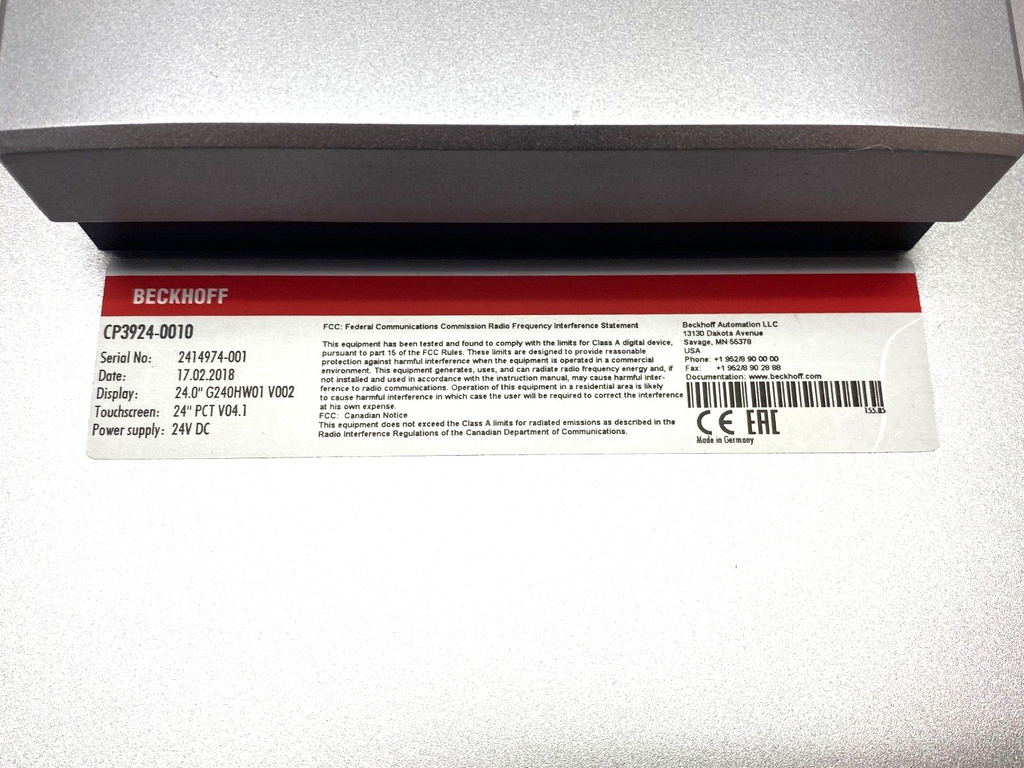 BECKHOFF
CP3924-0010
Serial No: 2414974-001
Date: 17.02.2018
Display: 24.0" G240HW01 V002
Touchscreen: 24" PCT V04.1
Power supply: 24V DC
FCC: Federal Communications Commission Radio Frequency Interference Statement
This equipment has been tested and found to comply with the limits for Class A digital device,
pursuant to part 15 of the FCC Rules. These limits are designed to provide reasonable
protection against harmful interference when the equipment is operated in a commercial
environment. This equipment generates, uses, and can radiate radio frequency energy and, if
not installed and used in accordance with the instruction manual, may cause harmful inter-
ference to radio communications. Operation of this equipment in a residential area is likely
to cause harmful interference in which case the user will be required to correct the interference
at his own expense.
FCC: Canadian Notice
This equipment does not exceed the Class A limits for radiated emissions as described in the
Radio Interference Regulations of the Canadian Department of Communications.
Beckhoff Automation LLC
13130 Dakota Avenue
Savage, MN 55378
USA
Phone: +1 952/8 90 00 00
Fax: +1 952/8 90 28 88
Documentation: www.beckhoff.com
155.85
CE EAC
Made in Germany